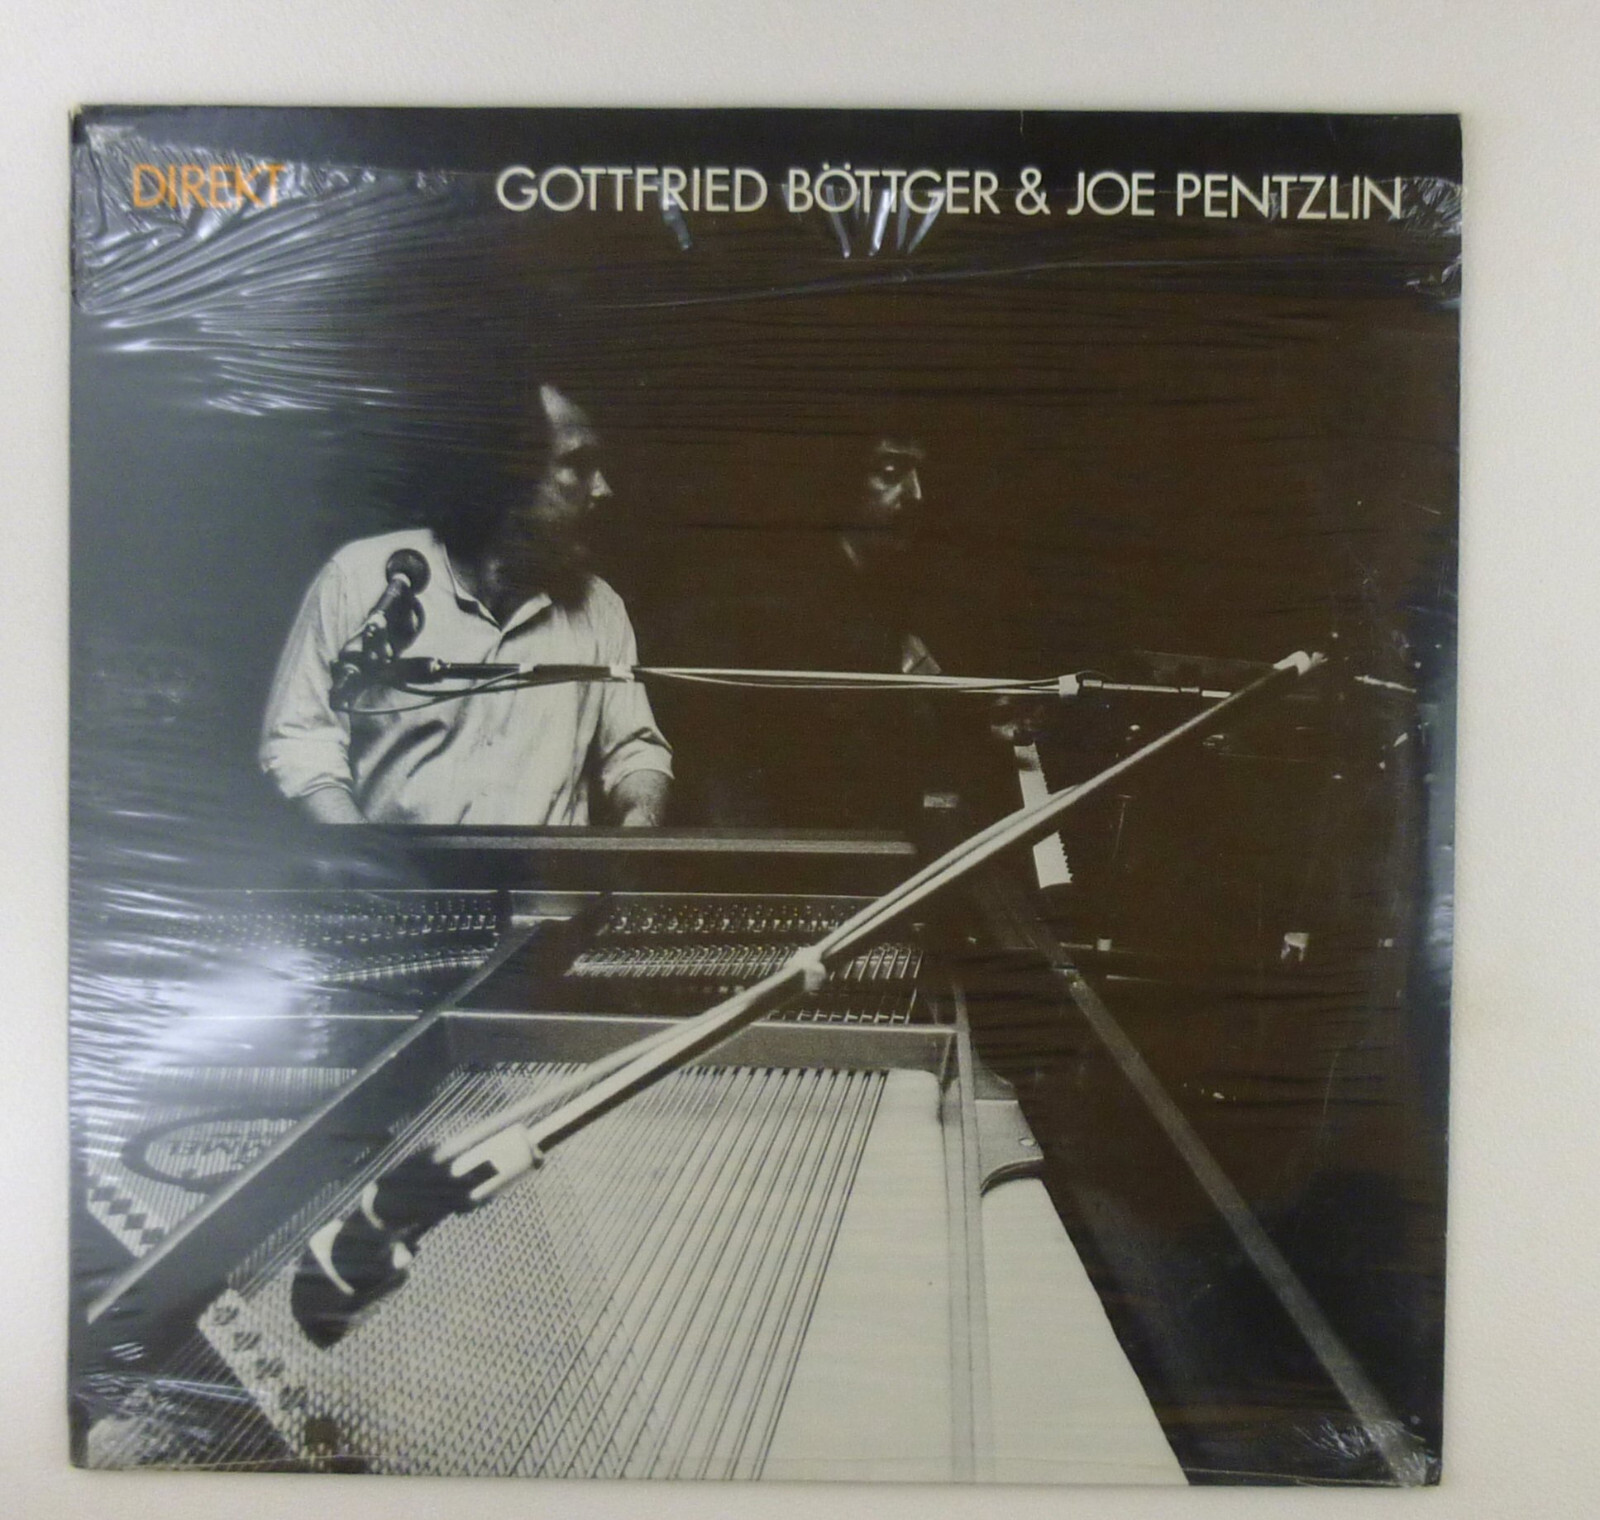 DIREKT
GOTTFRIED BÖTTGER & JOE PENTZLIN